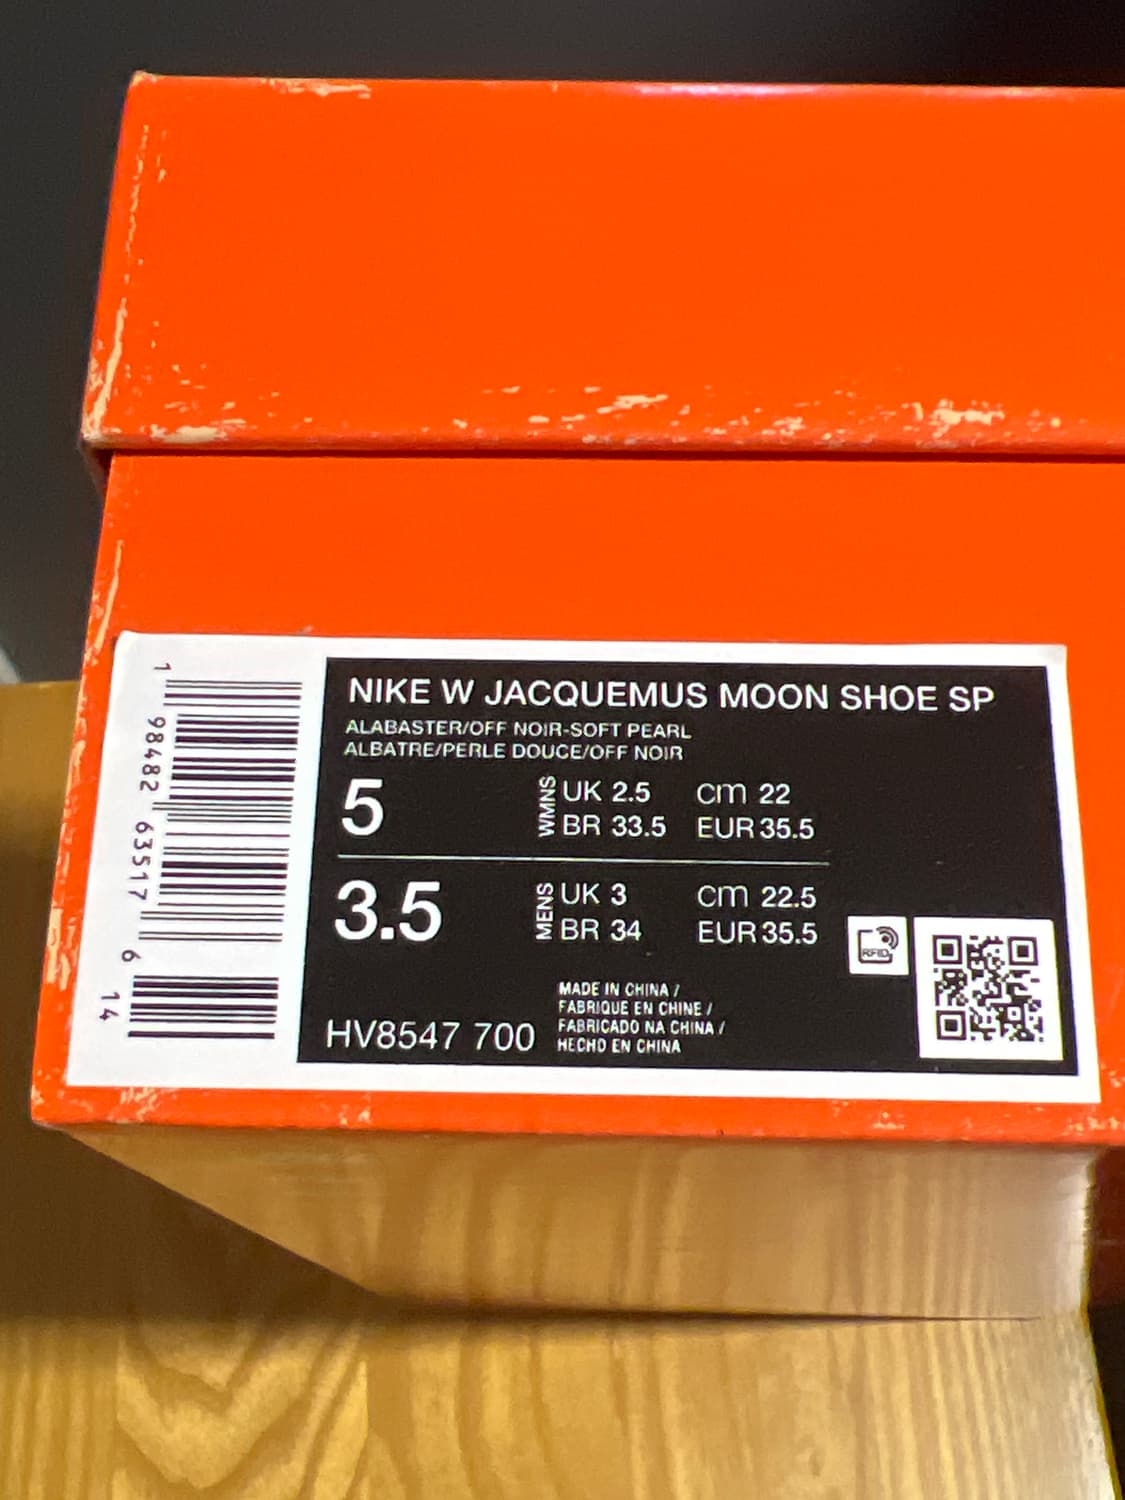 NIKE W JACQUEMUS MOON SHOE SP
ALABASTER/OFF NOIR-SOFT PEARL
ALBATRE/PERLE DOUCE/OFF NOIR
5
WMNS
UK 2.5 cm 22
BR 33.5 EUR 35.5
3.5
MENS
UK 3 cm 22.5
BR 34 EUR 35.5
RFID
HV8547 700
MADE IN CHINA /
FABRIQUE EN CHINE /
FABRICADO NA CHINA /
HECHO EN CHINA
1 98482 63517 6 14